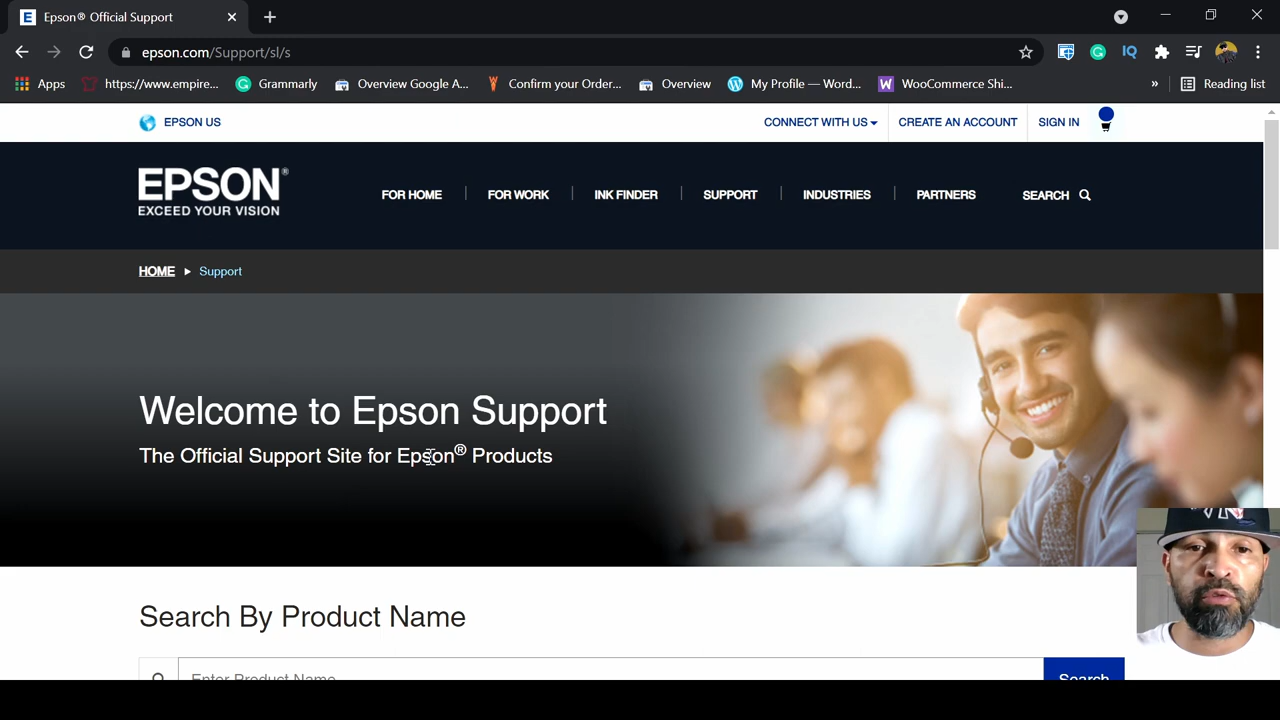 Epson® Official Support
epson.com/Support/sl/s
Apps
https://www.empire...
Grammarly
Overview Google A...
Confirm your Order...
Overview
My Profile — Word...
WooCommerce Shi...
»
Reading list
EPSON US
CONNECT WITH US
CREATE AN ACCOUNT
SIGN IN
EPSON®
EXCEED YOUR VISION
FOR HOME
FOR WORK
INK FINDER
SUPPORT
INDUSTRIES
PARTNERS
SEARCH
HOME
Support
Welcome to Epson Support
The Official Support Site for Epson® Products
Search By Product Name
Enter Product Name
Search